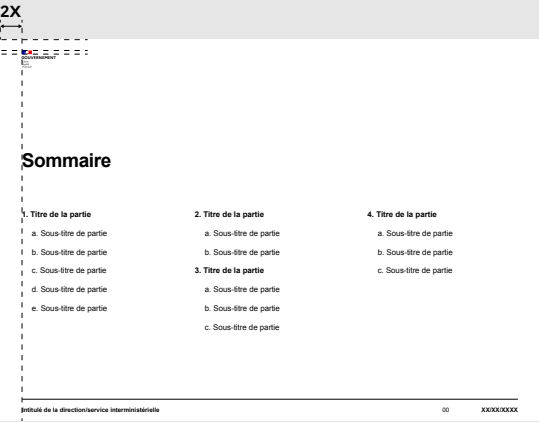 2X
GOUVERNEMENT
Sommaire
1. Titre de la partie
a. Sous-titre de partie
b. Sous-titre de partie
c. Sous-titre de partie
d. Sous-titre de partie
e. Sous-titre de partie
2. Titre de la partie
a. Sous-titre de partie
b. Sous-titre de partie
3. Titre de la partie
a. Sous-titre de partie
b. Sous-titre de partie
c. Sous-titre de partie
4. Titre de la partie
a. Sous-titre de partie
b. Sous-titre de partie
c. Sous-titre de partie
Intitulé de la direction/service interministérielle
00
XX/XX/XXXX